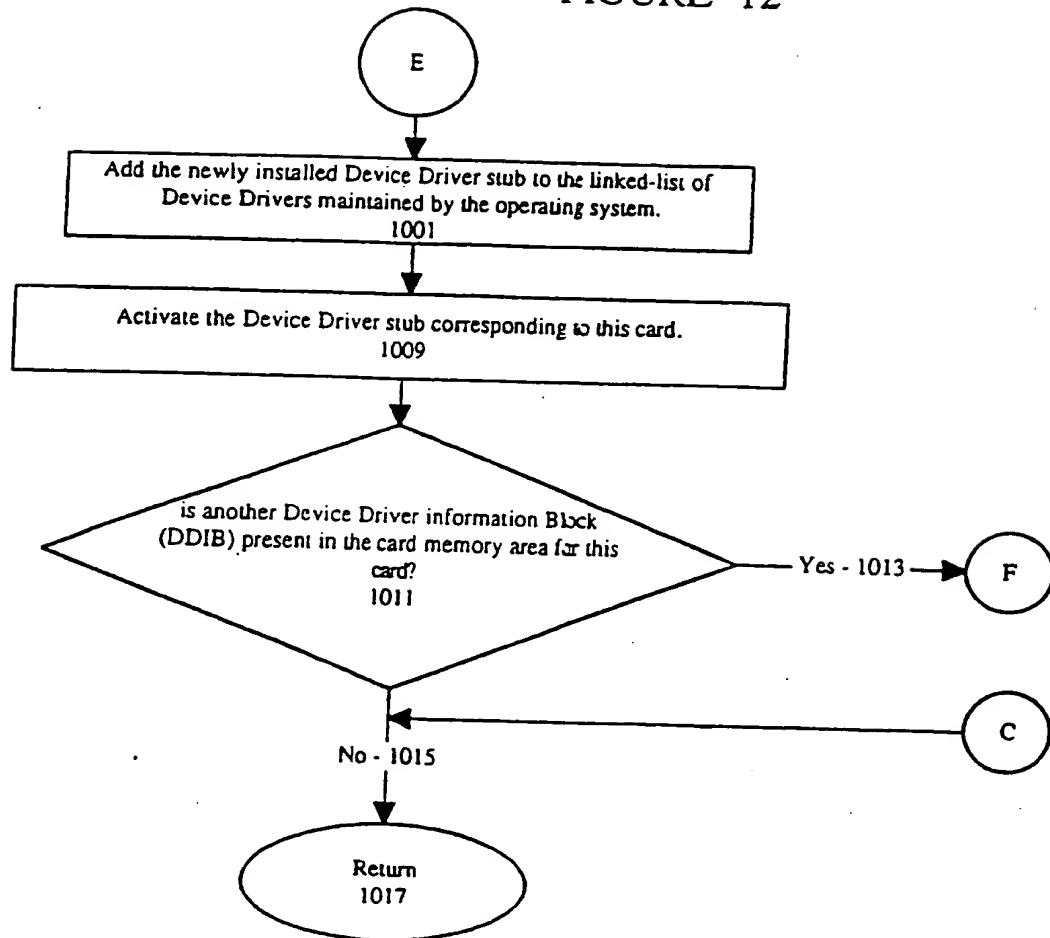 FIGURE 12
E
Add the newly installed Device Driver stub to the linked-list of
Device Drivers maintained by the operating system.
1001
Activate the Device Driver stub corresponding to this card.
1009
is another Device Driver information Block
(DDIB) present in the card memory area for this
card?
1011
Yes - 1013
F
C
No - 1015
Return
1017